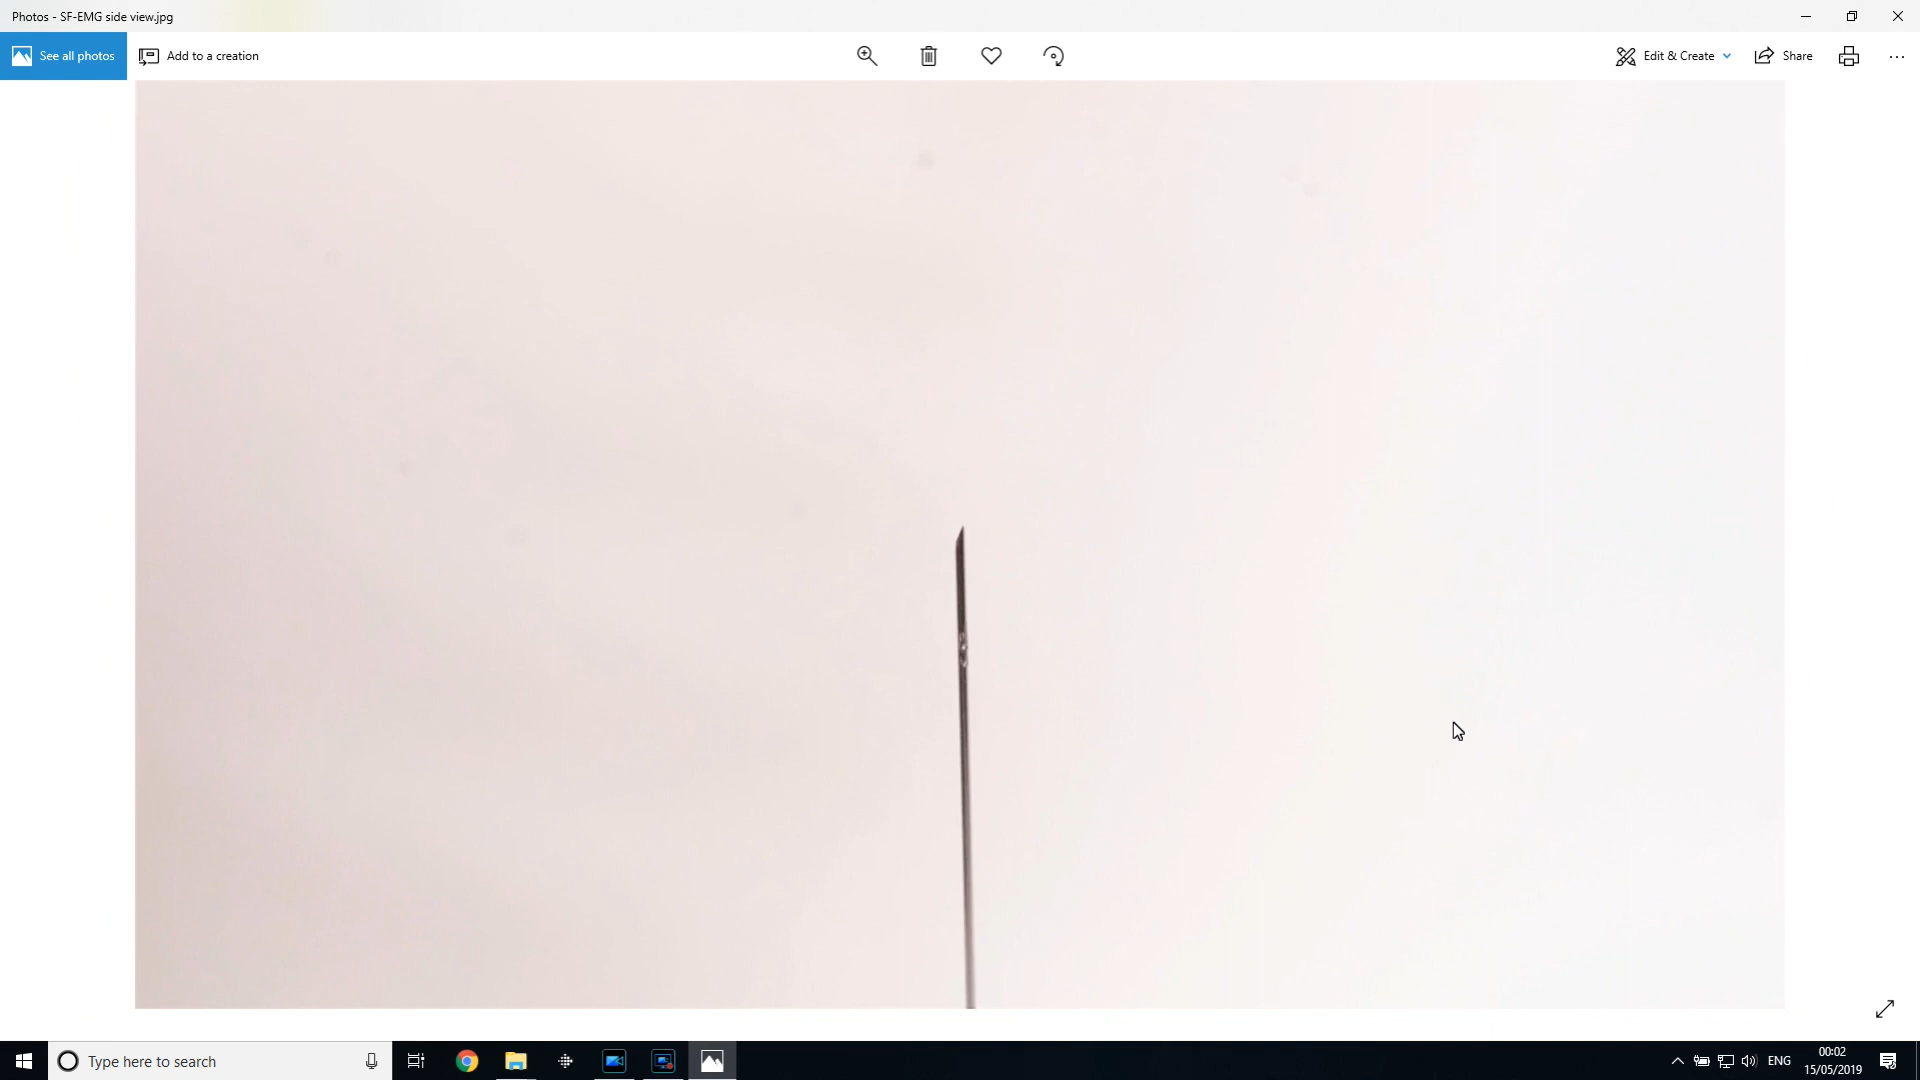 Photos - SF-EMG side view.jpg
See all photos
Add to a creation
Edit & Create
Share
Type here to search
ENG
00:02
15/05/2019